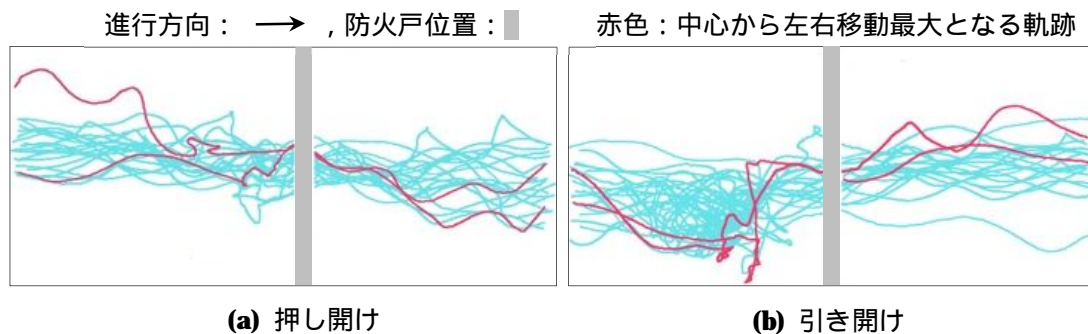 進行方向： → , 防火戸位置： 赤色：中心から左右移動最大となる軌跡
(a) 押し開け (b) 引き開け